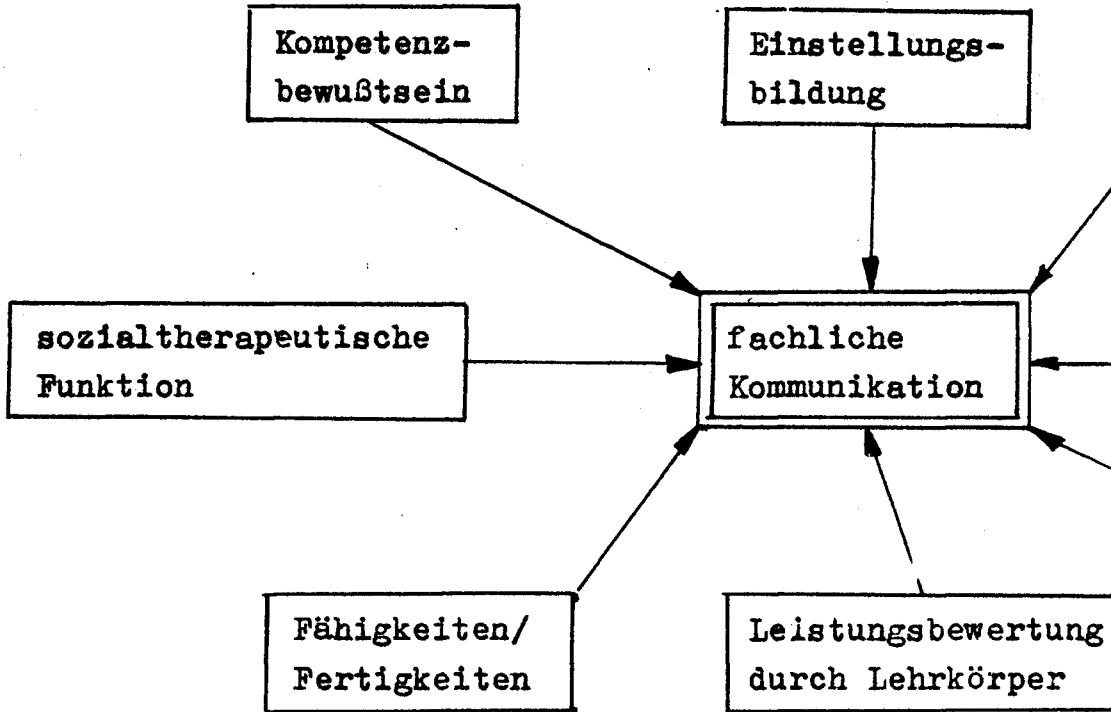 Kompetenz-
bewußtsein
Einstellungs-
bildung
sozialtherapeutische
Funktion
fachliche
Kommunikation
Fähigkeiten/
Fertigkeiten
Leistungsbewertung
durch Lehrkörper